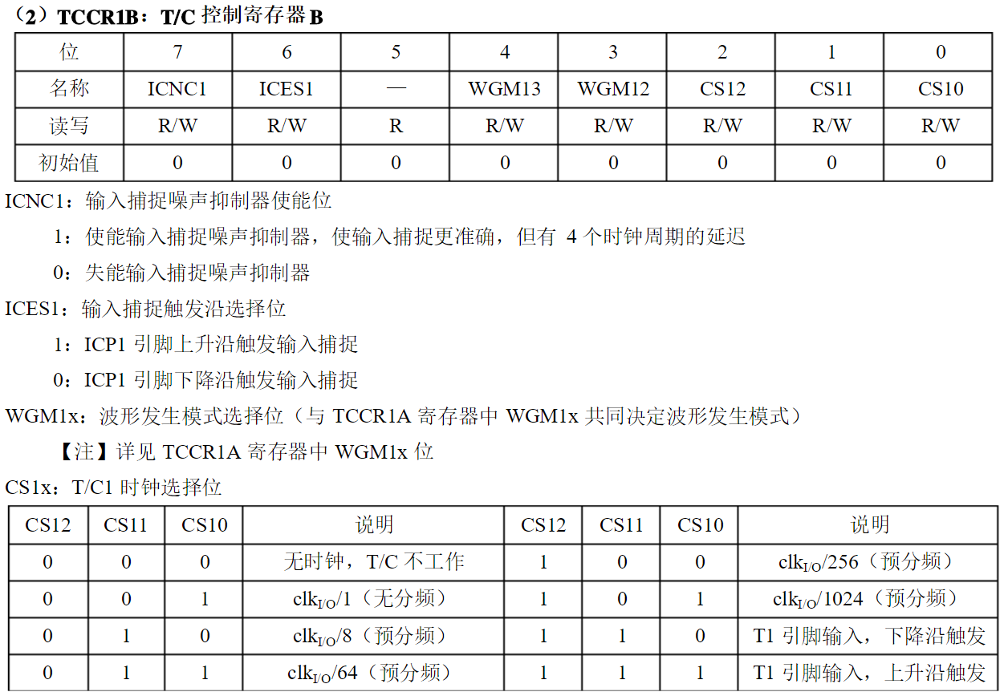 （2）TCCR1B：T/C 控制寄存器 B
位 7 6 5 4 3 2 1 0
名称 ICNC1 ICES1 — WGM13 WGM12 CS12 CS11 CS10
读写 R/W R/W R R/W R/W R/W R/W R/W
初始值 0 0 0 0 0 0 0 0
ICNC1：输入捕捉噪声抑制器使能位
1：使能输入捕捉噪声抑制器，使输入捕捉更准确，但有 4 个时钟周期的延迟
0：失能输入捕捉噪声抑制器
ICES1：输入捕捉触发沿选择位
1：ICP1 引脚上升沿触发输入捕捉
0：ICP1 引脚下降沿触发输入捕捉
WGM1x：波形发生模式选择位（与 TCCR1A 寄存器中 WGM1x 共同决定波形发生模式）
【注】详见 TCCR1A 寄存器中 WGM1x 位
CS1x：T/C1 时钟选择位
CS12 CS11 CS10 说明 CS12 CS11 CS10 说明
0 0 0 无时钟，T/C 不工作 1 0 0 clkI/O/256（预分频）
0 0 1 clkI/O/1（无分频） 1 0 1 clkI/O/1024（预分频）
0 1 0 clkI/O/8（预分频） 1 1 0 T1 引脚输入，下降沿触发
0 1 1 clkI/O/64（预分频） 1 1 1 T1 引脚输入，上升沿触发